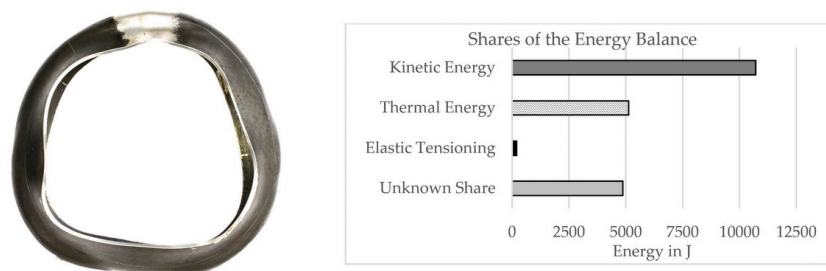 Shares of the Energy Balance
Kinetic Energy
Thermal Energy
Elastic Tensioning
Unknown Share
0 2500 5000 7500 10000 12500
Energy in J